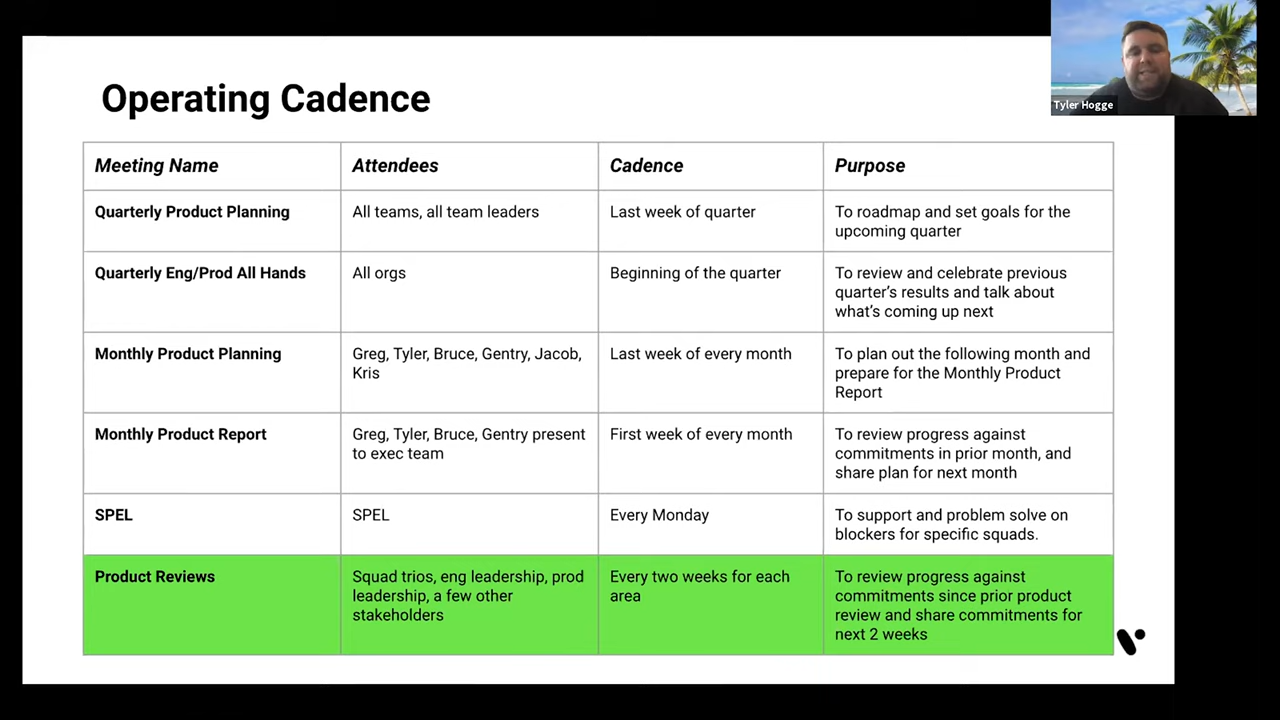 Tyler Hogge
Operating Cadence
Meeting Name
Attendees
Cadence
Purpose
Quarterly Product Planning
All teams, all team leaders
Last week of quarter
To roadmap and set goals for the
upcoming quarter
Quarterly Eng/Prod All Hands
All orgs
Beginning of the quarter
To review and celebrate previous
quarter’s results and talk about
what’s coming up next
Monthly Product Planning
Greg, Tyler, Bruce, Gentry, Jacob,
Kris
Last week of every month
To plan out the following month and
prepare for the Monthly Product
Report
Monthly Product Report
Greg, Tyler, Bruce, Gentry present
to exec team
First week of every month
To review progress against
commitments in prior month, and
share plan for next month
SPEL
SPEL
Every Monday
To support and problem solve on
blockers for specific squads.
Product Reviews
Squad trios, eng leadership, prod
leadership, a few other
stakeholders
Every two weeks for each
area
To review progress against
commitments since prior product
review and share commitments for
next 2 weeks